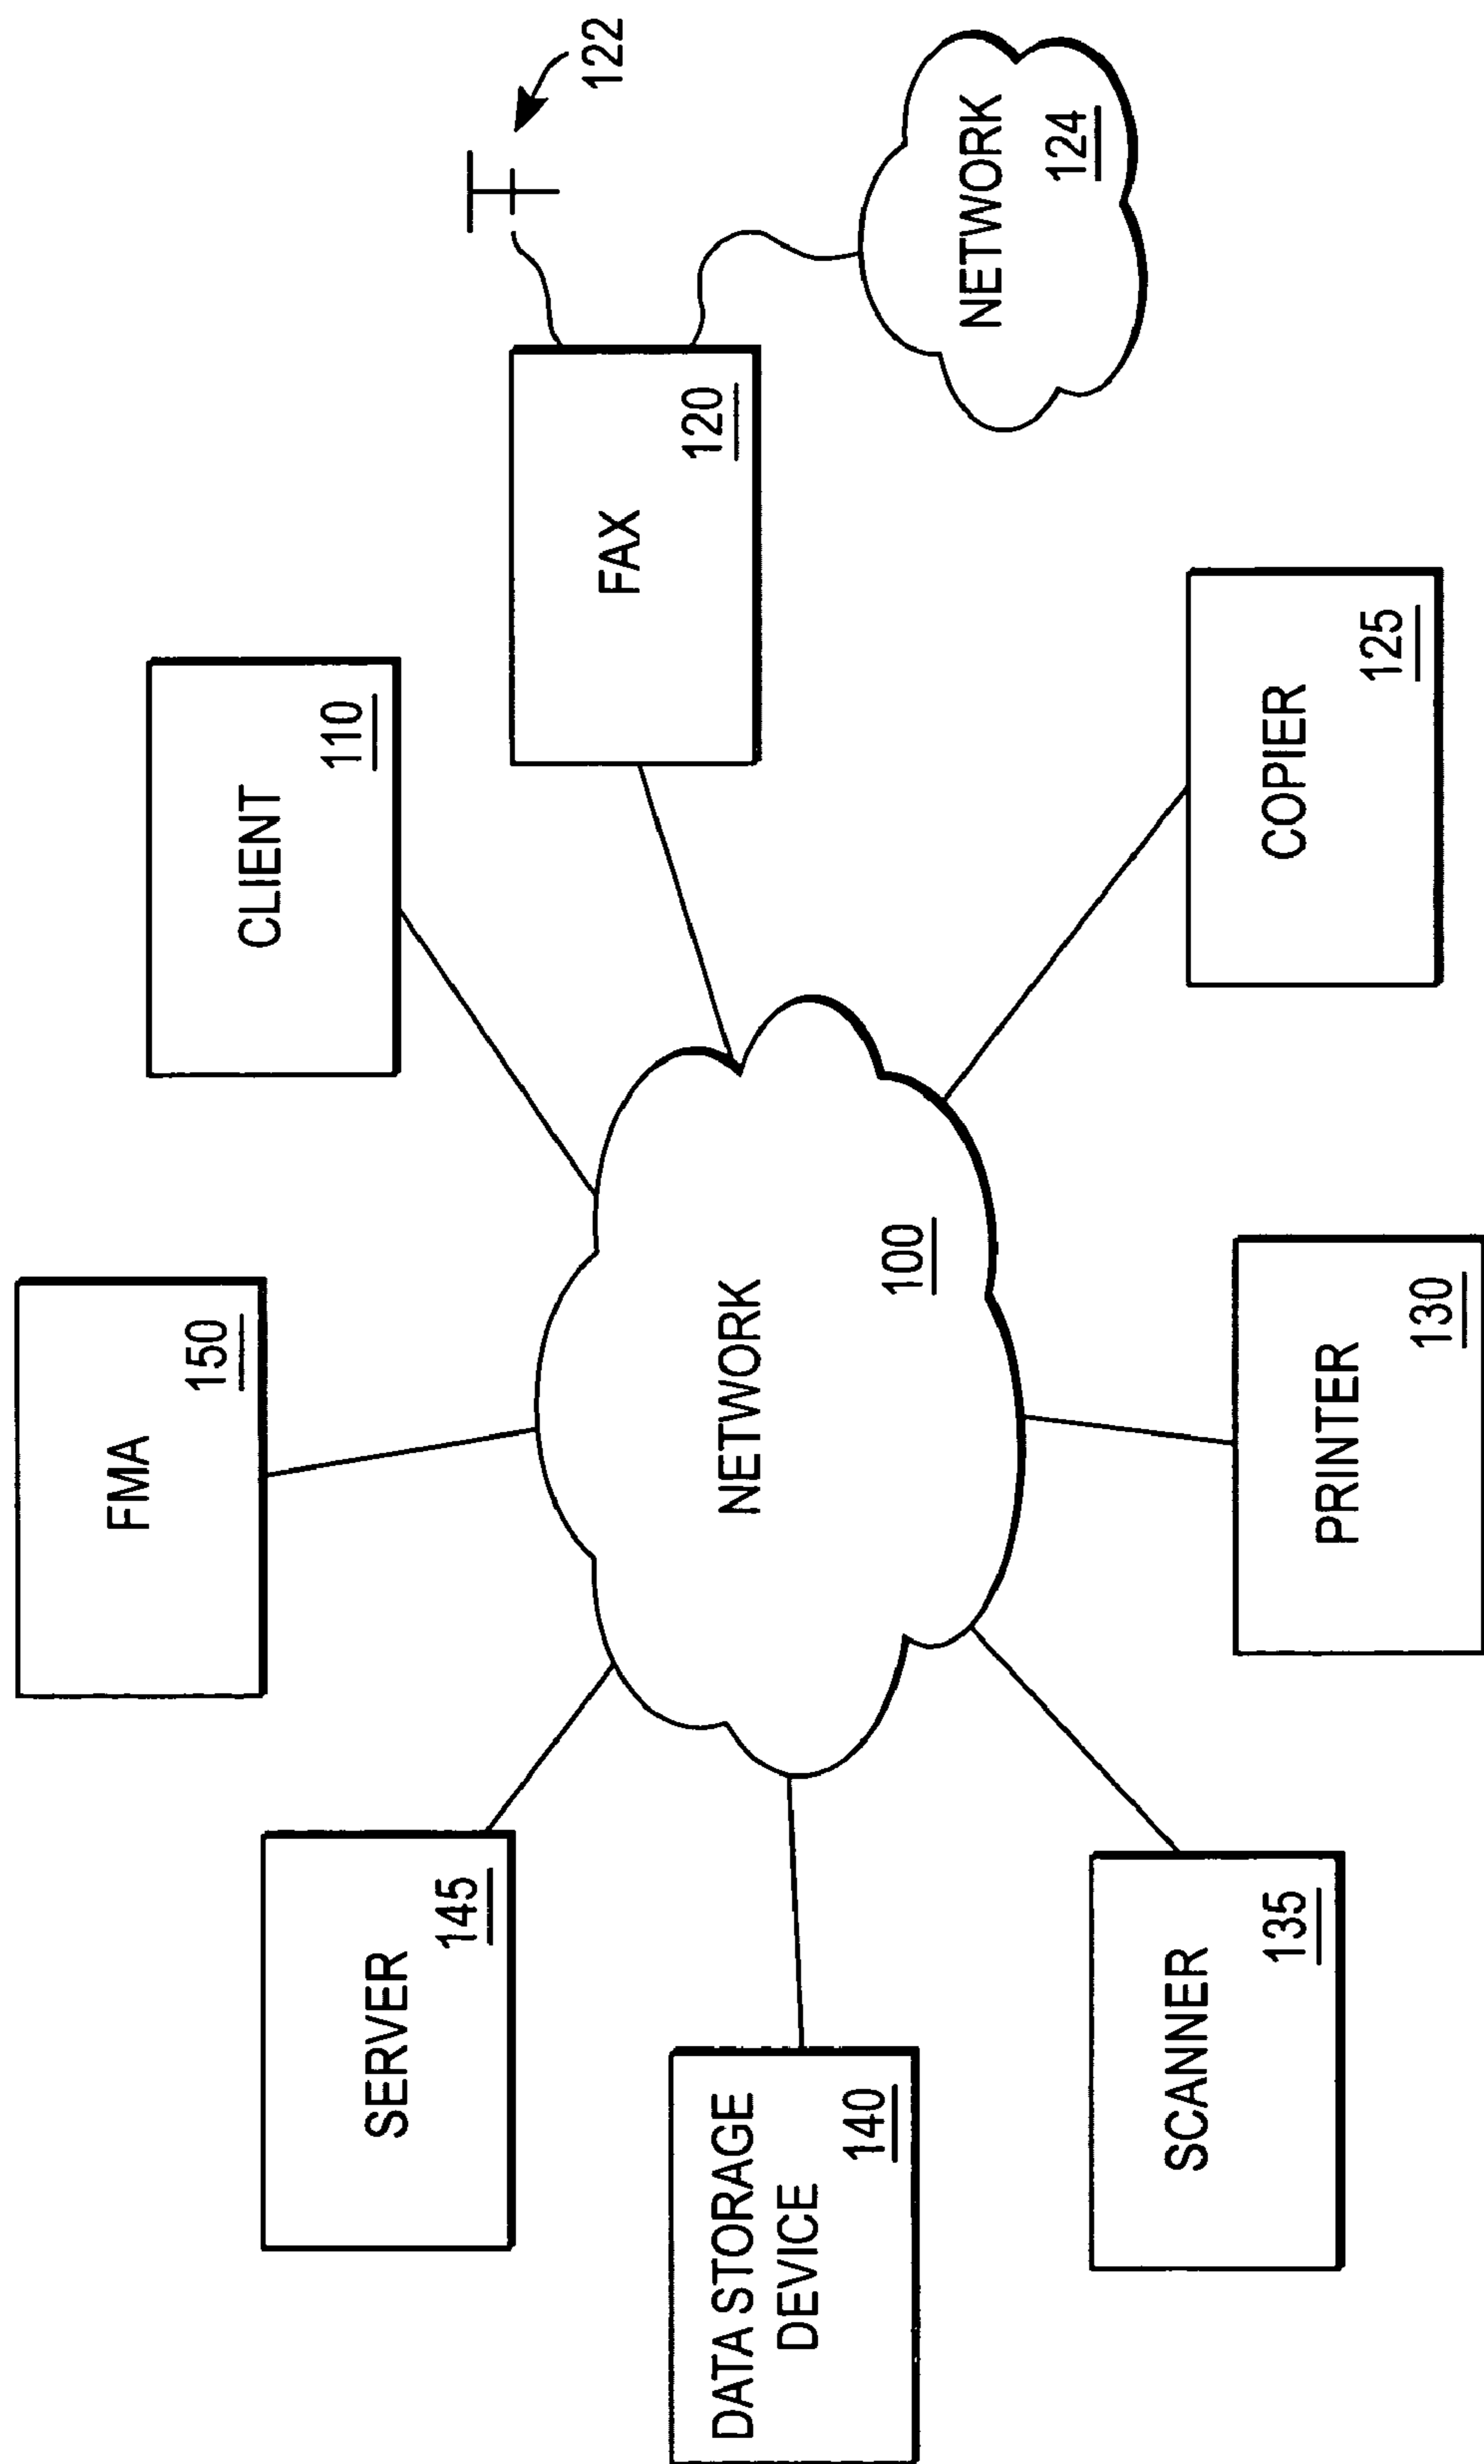 FMA
150
CLIENT
110
SERVER
145
FAX
120
122
NETWORK
100
NETWORK
124
DATA STORAGE
DEVICE
140
SCANNER
135
PRINTER
130
COPIER
125